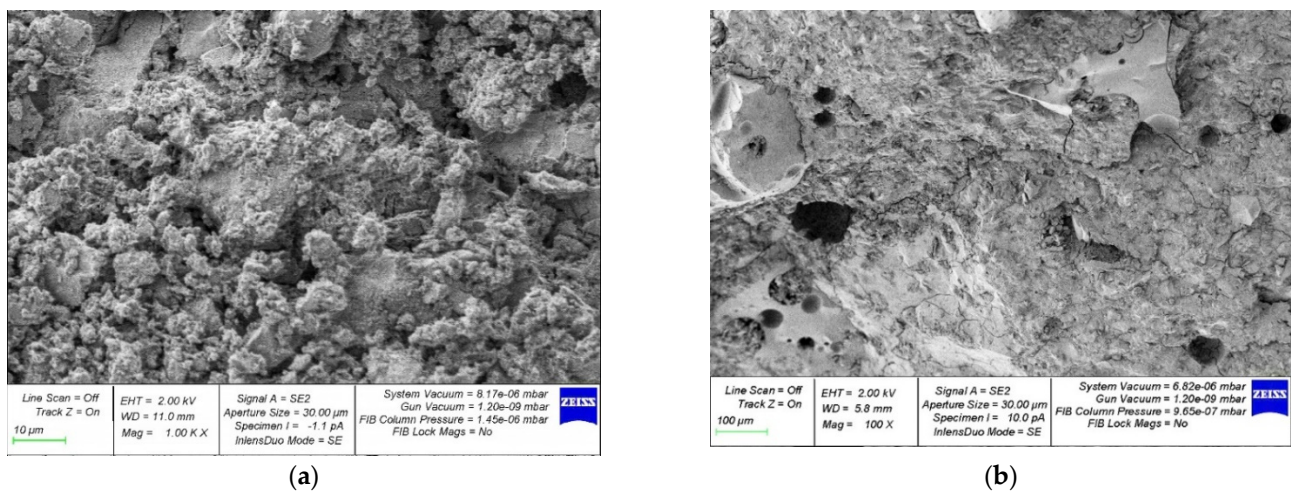 Line Scan = Off
Track Z = On
10 µm
EHT = 2.00 kV
WD = 11.0 mm
Mag = 1.00 K X
Signal A = SE2
Aperture Size = 30.00 µm
Specimen I = -1.1 pA
InlensDuo Mode = SE
System Vacuum = 8.17e-06 mbar
Gun Vacuum = 1.20e-09 mbar
FIB Column Pressure = 1.45e-06 mbar
FIB Lock Mags = No
ZEISS
(a)
Line Scan = Off
Track Z = On
100 µm
EHT = 2.00 kV
WD = 5.8 mm
Mag = 100 X
Signal A = SE2
Aperture Size = 30.00 µm
Specimen I = 10.0 pA
InlensDuo Mode = SE
System Vacuum = 6.82e-06 mbar
Gun Vacuum = 1.20e-09 mbar
FIB Column Pressure = 9.65e-07 mbar
FIB Lock Mags = No
ZEISS
(b)